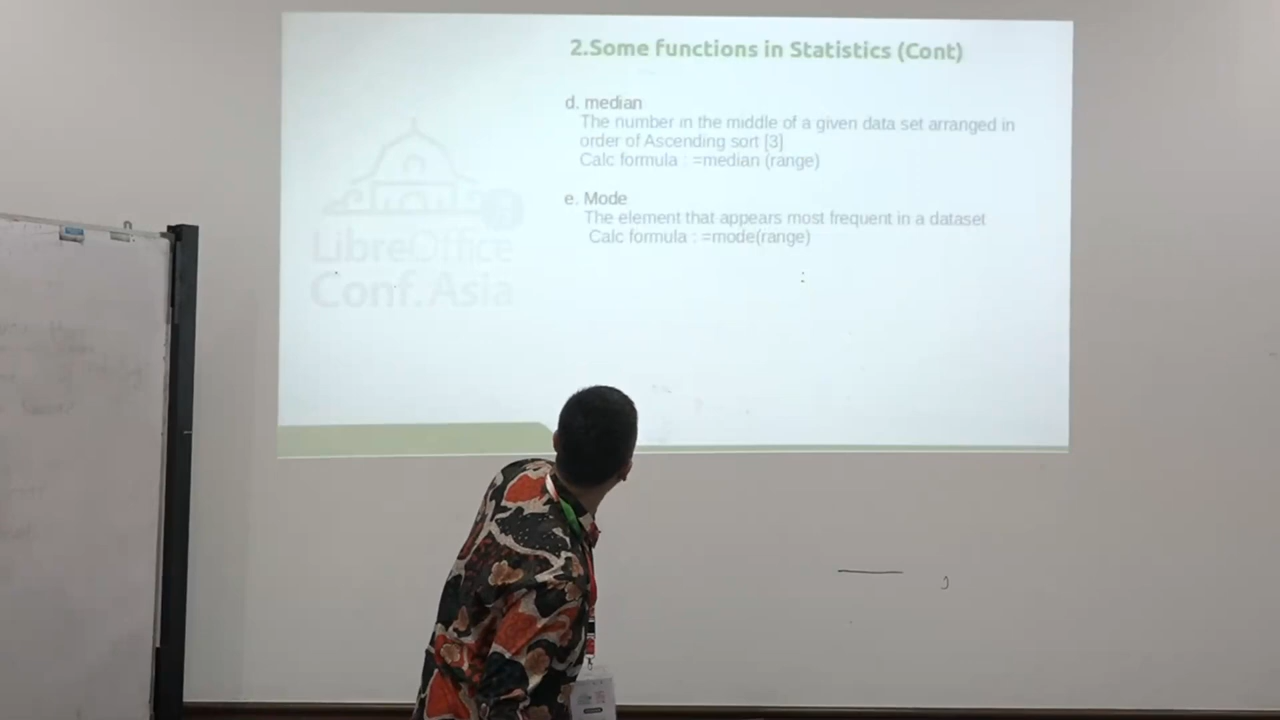 2.Some functions in Statistics (Cont)
d. median
The number in the middle of a given data set arranged in
order of Ascending sort [3]
Calc formula : =median (range)
e. Mode
The element that appears most frequent in a dataset
Calc formula : =mode(range)
LibreOffice
Conf.Asia